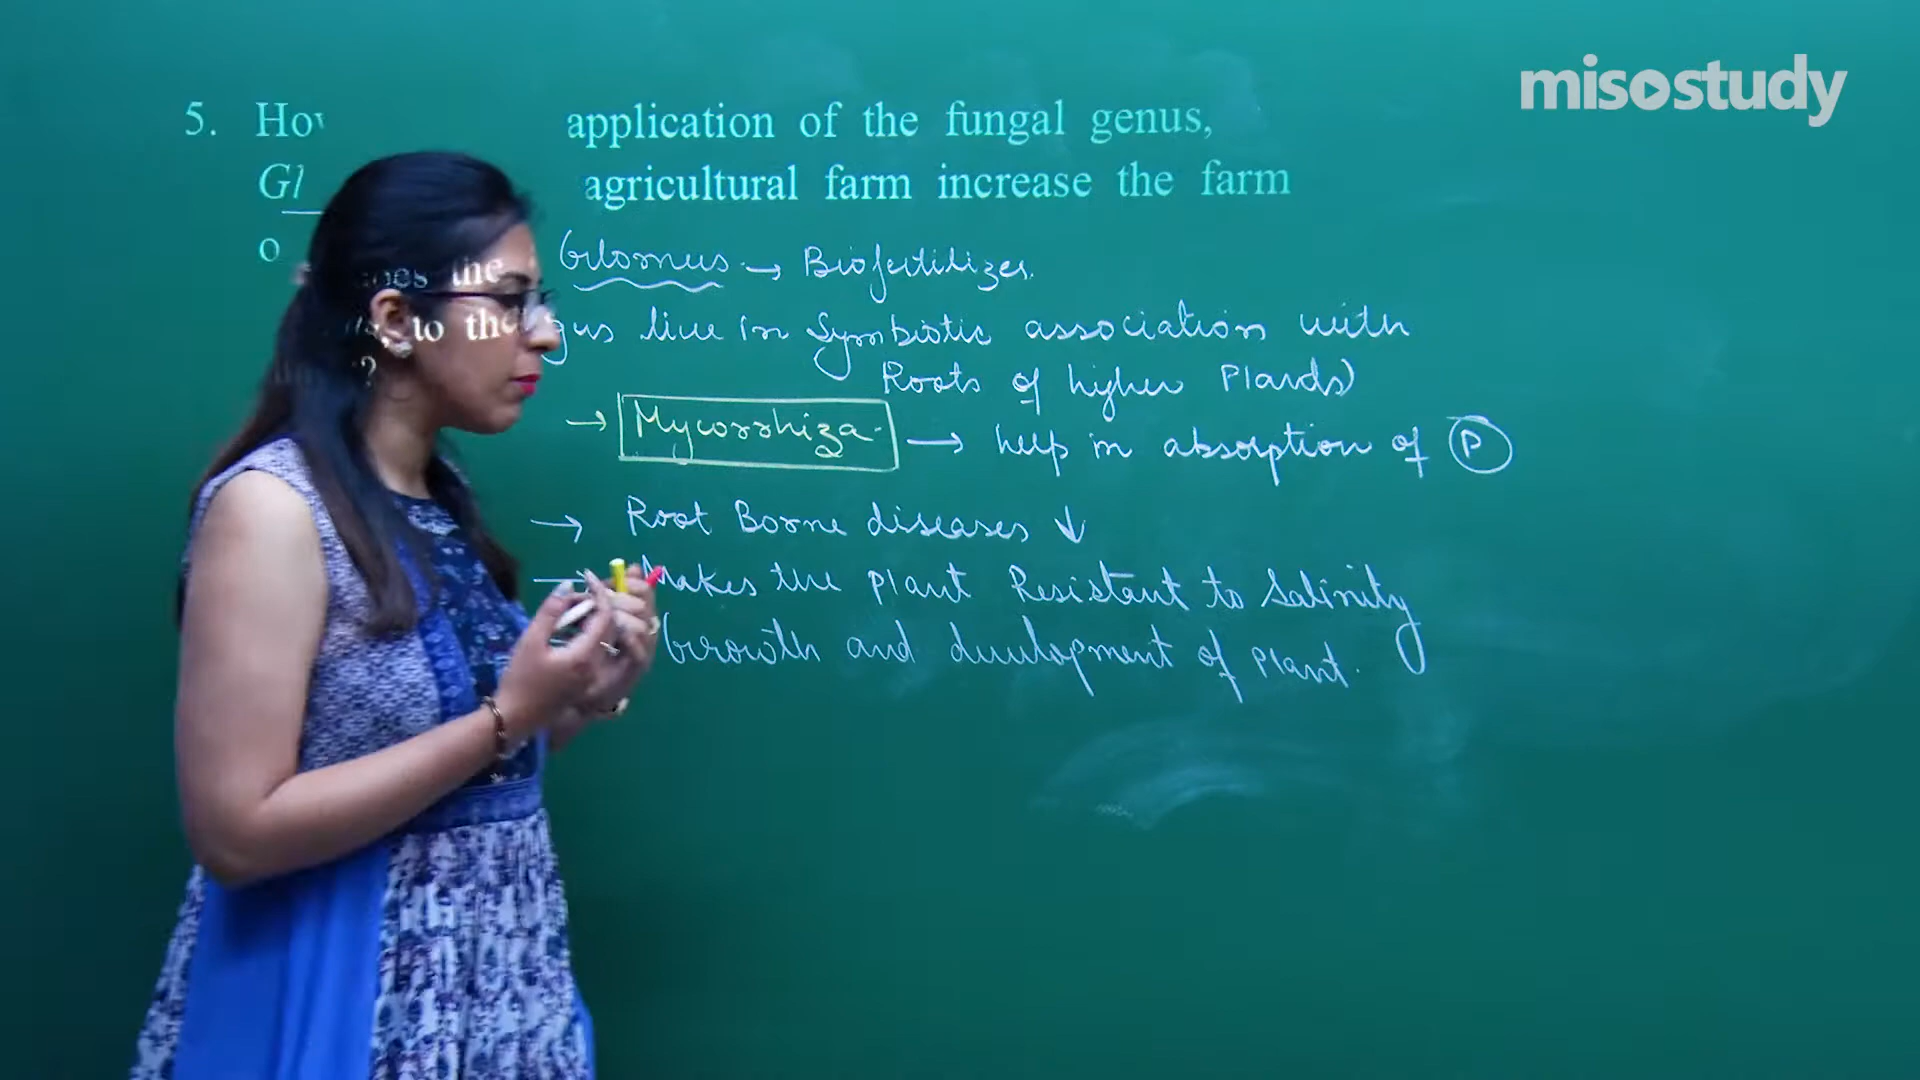 misostudy
5. How application of the fungal genus,
Gl agricultural farm increase the farm
o
does the
to the
?
Glomus → Biofertilizer.
gus live in Symbiotic association with
Roots of higher Plants)
→ Mycorrhiza. → help in absorption of P
→ Root Borne diseases ↓
→ Makes the plant Resistant to Salinity
Growth and development of plant.